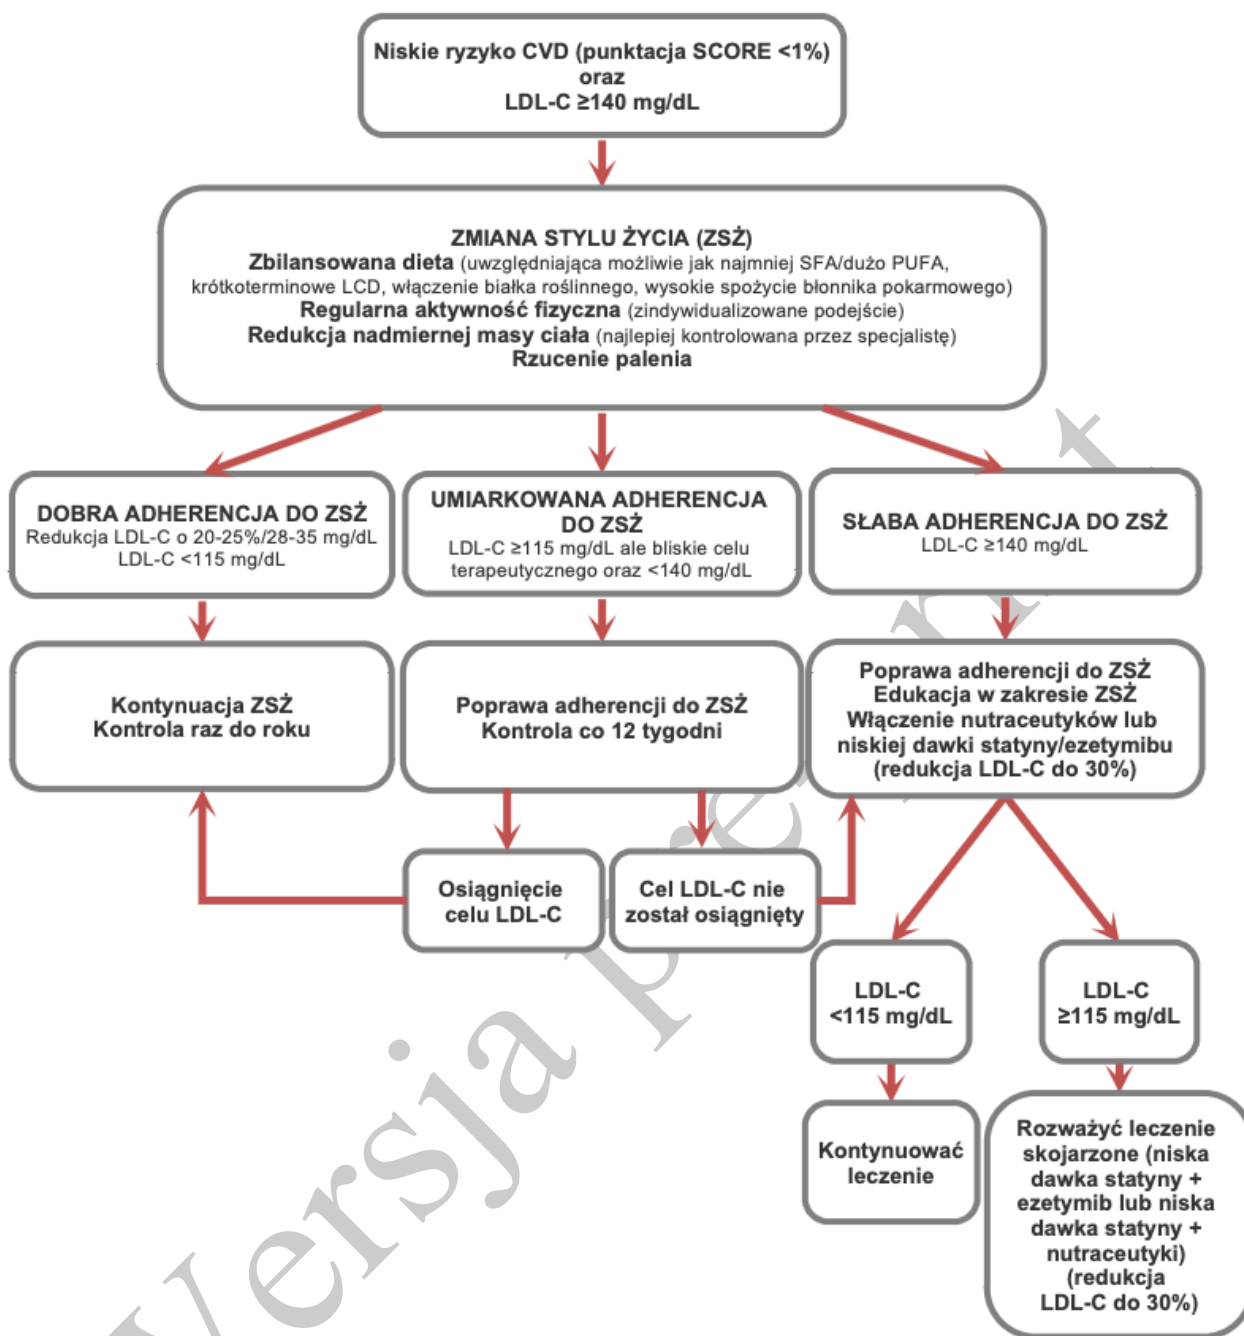 Niskie ryzyko CVD (punktacja SCORE <1%)
oraz
LDL-C ≥140 mg/dL
ZMIANA STYLU ŻYCIA (ZSŻ)
Zbilansowana dieta (uwzględniająca możliwie jak najmniej SFA/dużo PUFA,
krótkoterminowe LCD, włączenie białka roślinnego, wysokie spożycie błonnika pokarmowego)
Regularna aktywność fizyczna (zindywidualizowane podejście)
Redukcja nadmiernej masy ciała (najlepiej kontrolowana przez specjalistę)
Rzucenie palenia
DOBRA ADHERENCJA DO ZSŻ
Redukcja LDL-C o 20-25%/28-35 mg/dL
LDL-C <115 mg/dL
UMIARKOWANA ADHERENCJA
DO ZSŻ
LDL-C ≥115 mg/dL ale bliskie celu
terapeutycznego oraz <140 mg/dL
SŁABA ADHERENCJA DO ZSŻ
LDL-C ≥140 mg/dL
Kontynuacja ZSŻ
Kontrola raz do roku
Poprawa adherencji do ZSŻ
Kontrola co 12 tygodni
Poprawa adherencji do ZSŻ
Edukacja w zakresie ZSŻ
Włączenie nutraceutyków lub
niskiej dawki statyny/ezetymibu
(redukcja LDL-C do 30%)
Osiągnięcie
celu LDL-C
Cel LDL-C nie
został osiągnięty
LDL-C
<115 mg/dL
LDL-C
≥115 mg/dL
Kontynuować
leczenie
Rozważyć leczenie
skojarzone (niska
dawka statyny +
ezetymib lub niska
dawka statyny +
nutraceutyki)
(redukcja
LDL-C do 30%)
Wersja